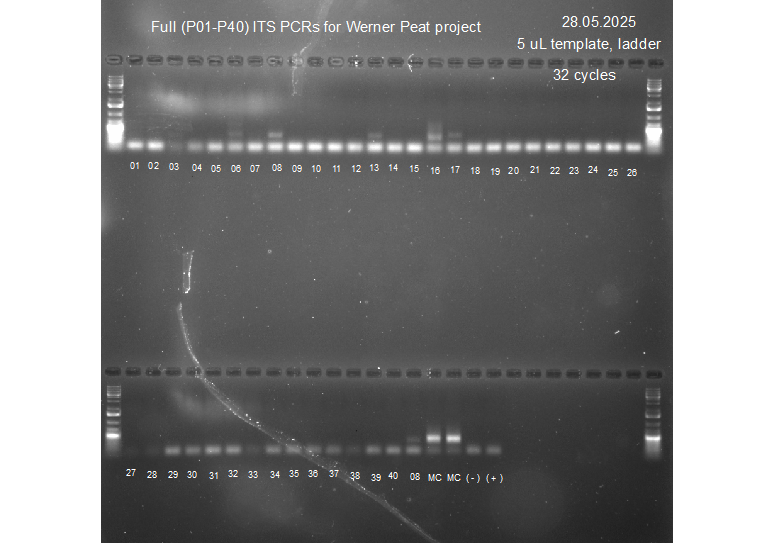 Full (P01-P40) ITS PCRs for Werner Peat project
28.05.2025
5 uL template, ladder
32 cycles
01 02 03 04 05 06 07 08 09 10 11 12 13 14 15 16 17 18 19 20 21 22 23 24 25 26
27 28 29 30 31 32 33 34 35 36 37 38 39 40 08 MC MC (-) (+)